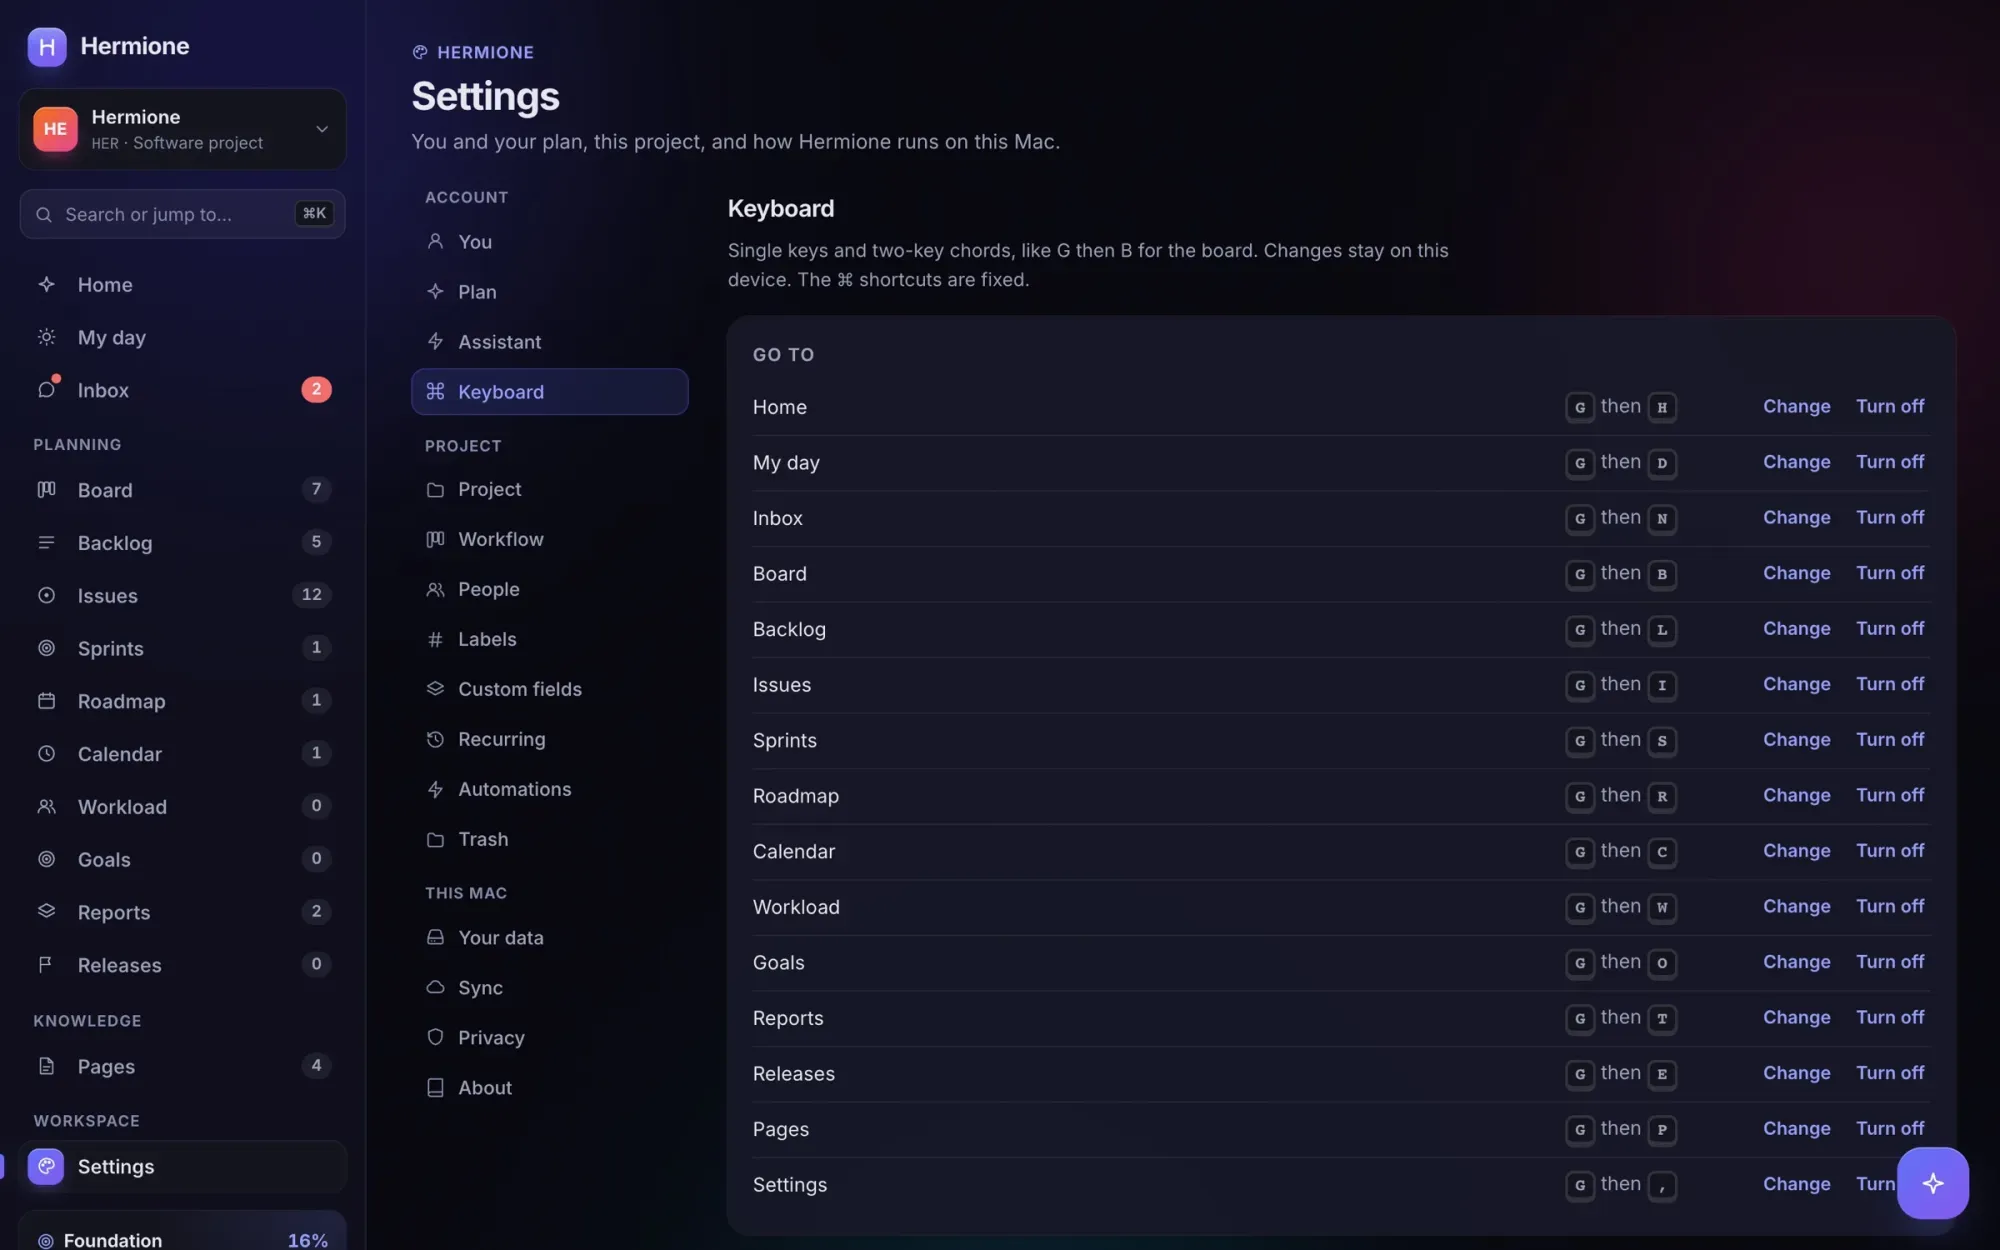 H Hermione
HE Hermione
HER · Software project
Search or jump to... ⌘K
Home
My day
Inbox 2
PLANNING
Board 7
Backlog 5
Issues 12
Sprints 1
Roadmap 1
Calendar 1
Workload 0
Goals 0
Reports 2
Releases 0
KNOWLEDGE
Pages 4
WORKSPACE
Settings
Foundation 16%
HERMIONE
Settings
You and your plan, this project, and how Hermione runs on this Mac.
ACCOUNT
You
Plan
Assistant
Keyboard
PROJECT
Project
Workflow
People
Labels
Custom fields
Recurring
Automations
Trash
THIS MAC
Your data
Sync
Privacy
About
Keyboard
Single keys and two-key chords, like G then B for the board. Changes stay on this
device. The ⌘ shortcuts are fixed.
GO TO
Home G then H Change Turn off
My day G then D Change Turn off
Inbox G then N Change Turn off
Board G then B Change Turn off
Backlog G then L Change Turn off
Issues G then I Change Turn off
Sprints G then S Change Turn off
Roadmap G then R Change Turn off
Calendar G then C Change Turn off
Workload G then W Change Turn off
Goals G then O Change Turn off
Reports G then T Change Turn off
Releases G then E Change Turn off
Pages G then P Change Turn off
Settings G then , Change Turn